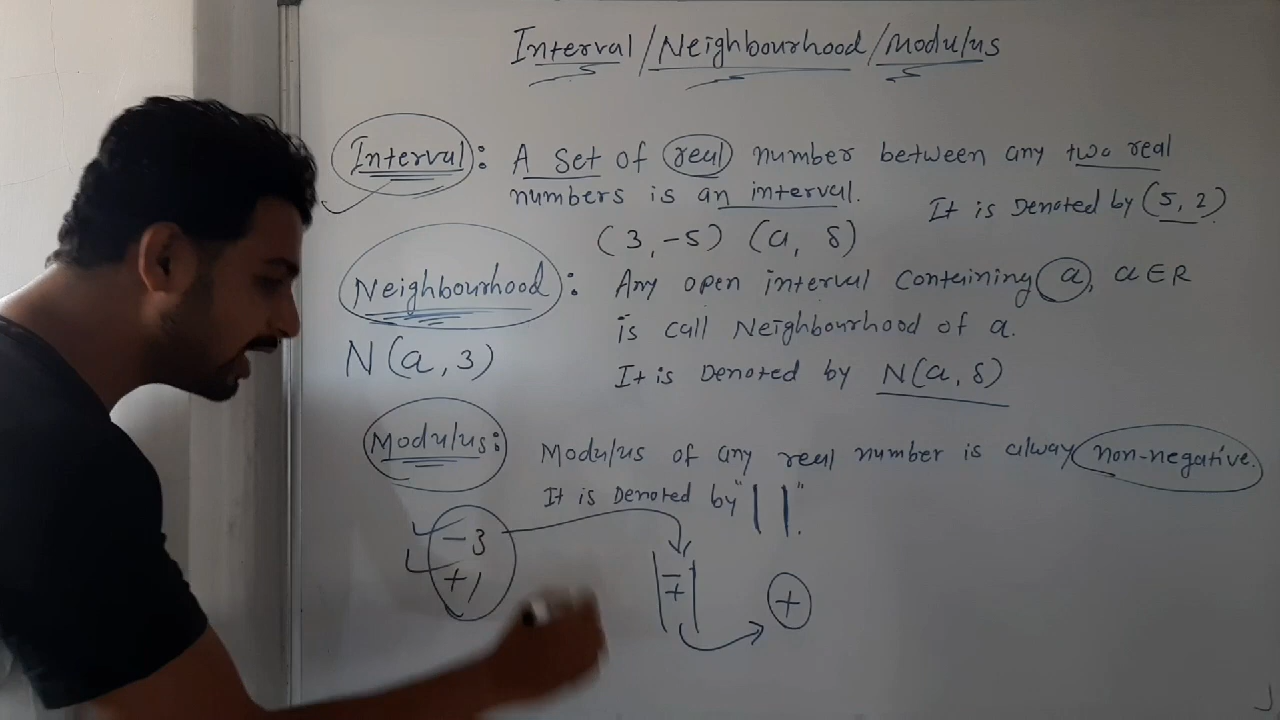 Interval/Neighbourhood/Modulus
Interval: A set of real number between any two real
numbers is an interval.
It is Denoted by (5, 2)
(3, -5) (a, δ)
Neighbourhood: Any open interval Containing a, a ∈ R
is call Neighbourhood of a.
N(a, 3)
It is Denoted by N(a, δ)
Modulus: Modulus of any real number is alway non-negative.
It is Denoted by "| |".
-3
+1
|∓| +